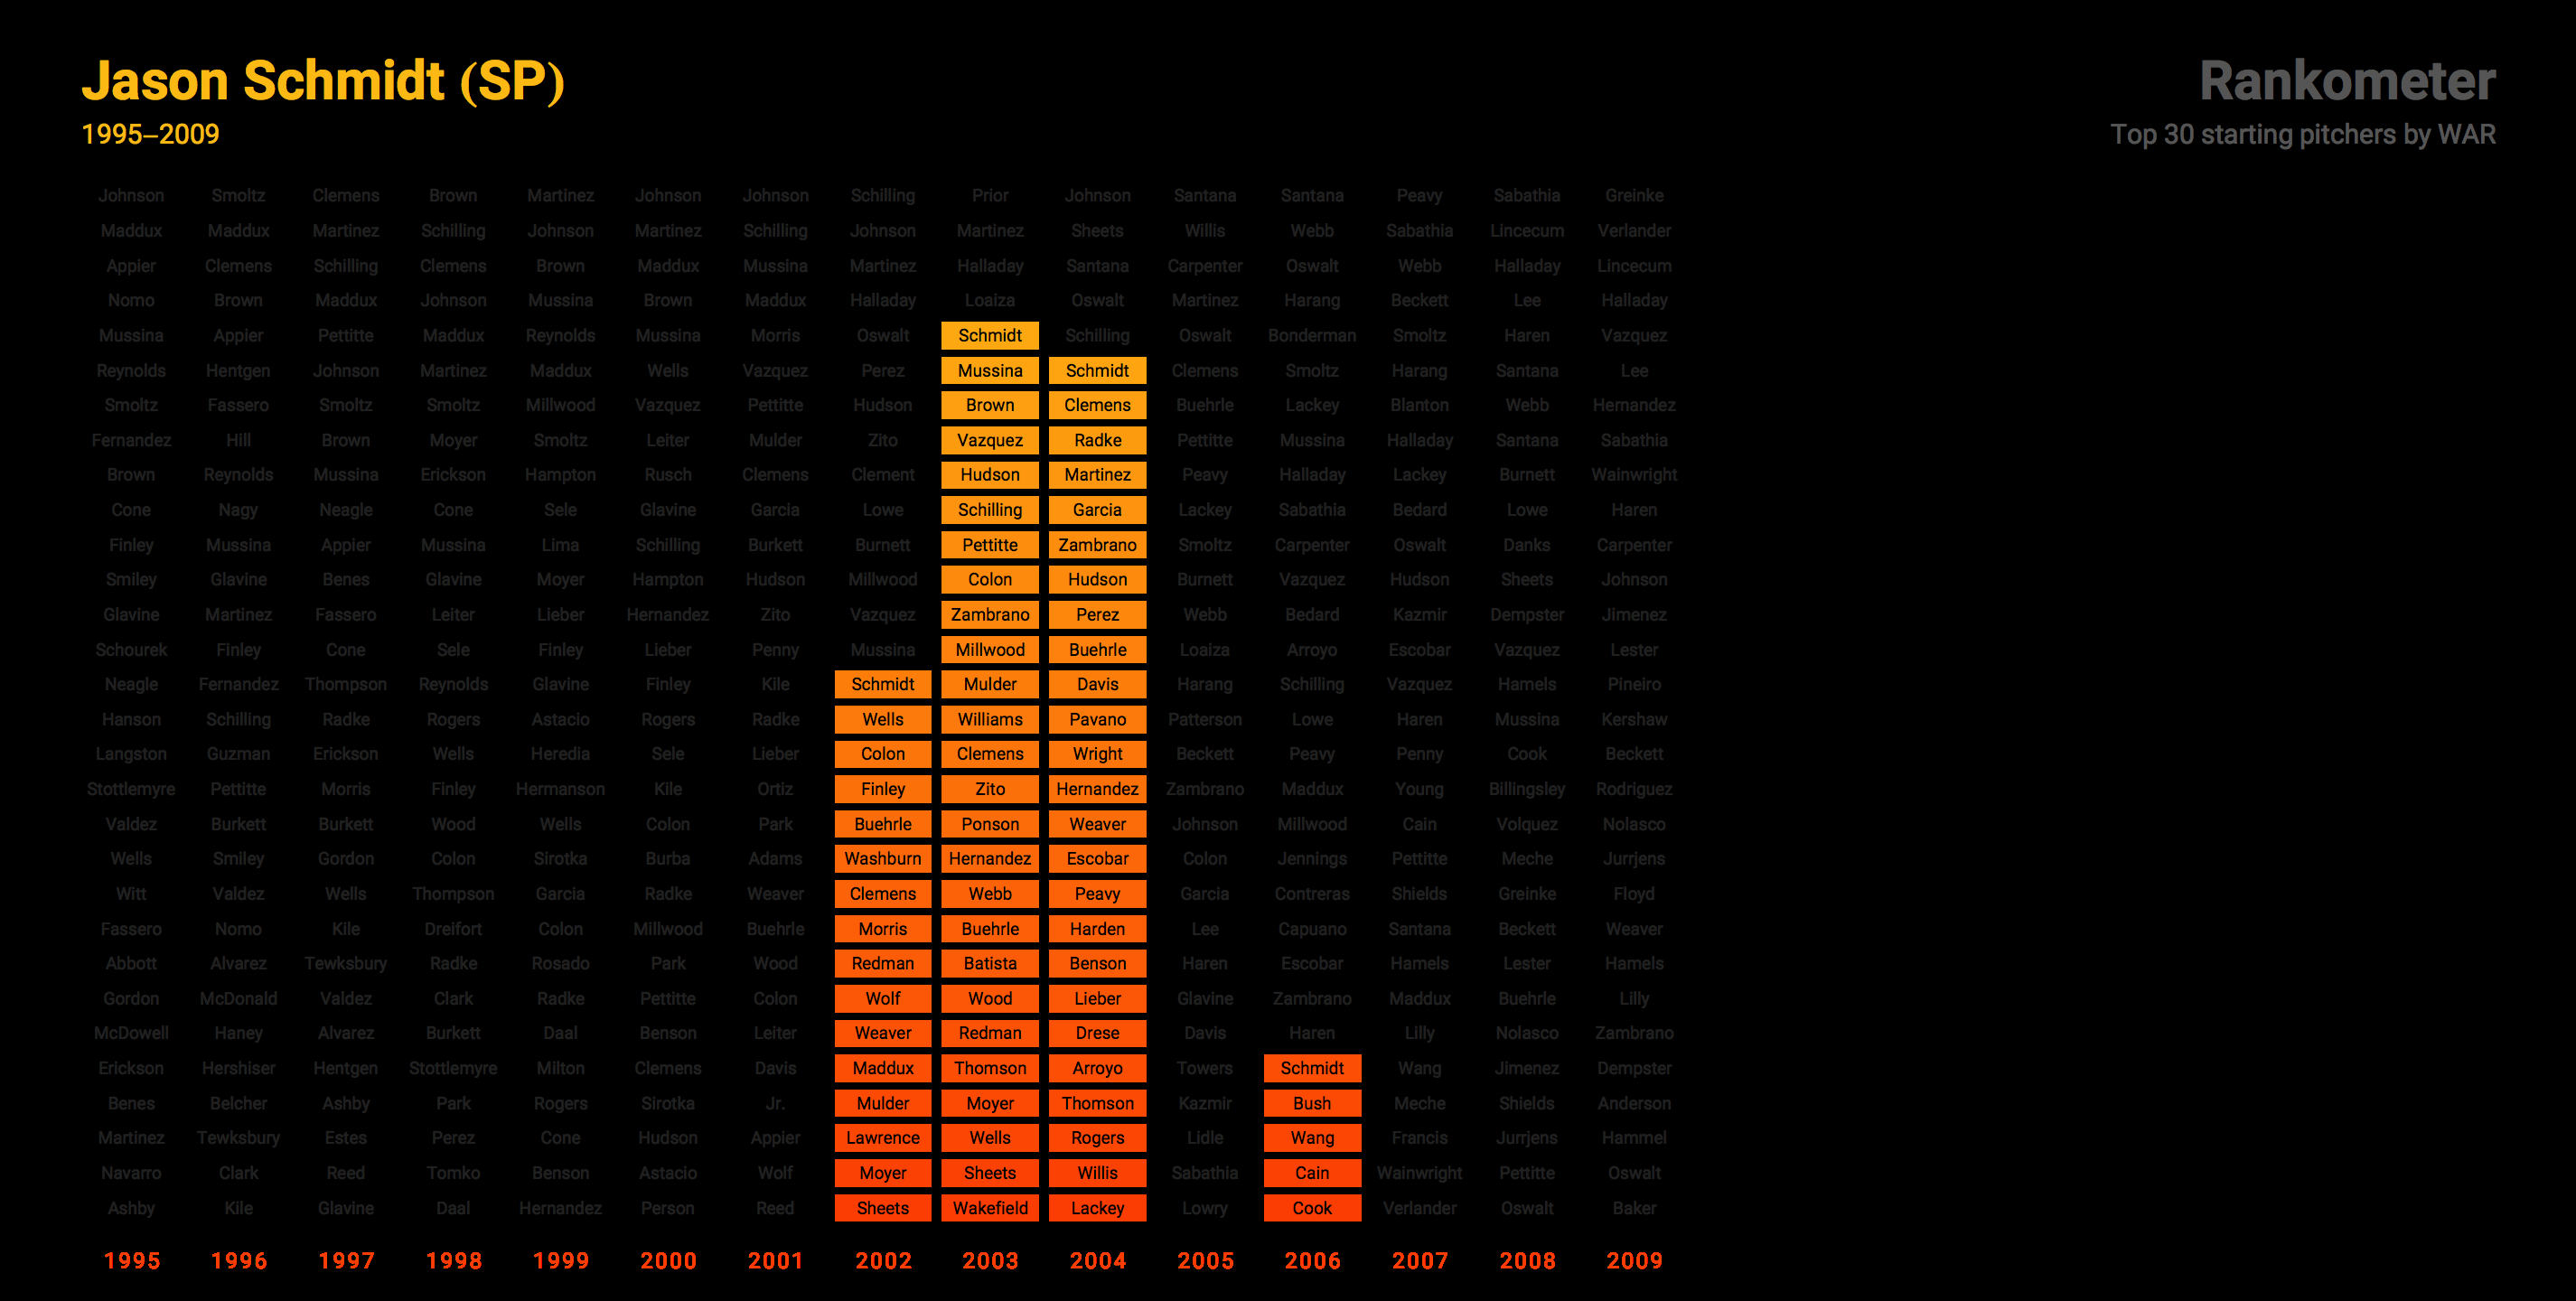 Jason Schmidt (SP)
1995–2009
Rankometer
Top 30 starting pitchers by WAR
Johnson Smoltz Clemens Brown Martinez Johnson Johnson Schilling Prior Johnson Santana Santana Peavy Sabathia Greinke
Maddux Maddux Martinez Schilling Johnson Martinez Schilling Johnson Martinez Sheets Willis Webb Sabathia Lincecum Verlander
Appier Clemens Schilling Clemens Brown Maddux Mussina Martinez Halladay Santana Carpenter Oswalt Webb Halladay Lincecum
Nomo Brown Maddux Johnson Mussina Brown Maddux Halladay Loaiza Oswalt Martinez Harang Beckett Lee Halladay
Mussina Appier Pettitte Maddux Reynolds Mussina Morris Oswalt Schmidt Schilling Oswalt Bonderman Smoltz Haren Vazquez
Reynolds Hentgen Johnson Martinez Maddux Wells Vazquez Perez Mussina Schmidt Clemens Smoltz Harang Santana Lee
Smoltz Fassero Smoltz Smoltz Millwood Vazquez Pettitte Hudson Brown Clemens Buehrle Lackey Blanton Webb Hernandez
Fernandez Hill Brown Moyer Smoltz Leiter Mulder Zito Vazquez Radke Pettitte Mussina Halladay Santana Sabathia
Brown Reynolds Mussina Erickson Hampton Rusch Clemens Clement Hudson Martinez Peavy Halladay Lackey Burnett Wainwright
Cone Nagy Neagle Cone Sele Glavine Garcia Lowe Schilling Garcia Lackey Sabathia Bedard Lowe Haren
Finley Mussina Appier Mussina Lima Schilling Burkett Burnett Pettitte Zambrano Smoltz Carpenter Oswalt Danks Carpenter
Smiley Glavine Benes Glavine Moyer Hampton Hudson Millwood Colon Hudson Burnett Vazquez Hudson Sheets Johnson
Glavine Martinez Fassero Leiter Lieber Hernandez Zito Vazquez Zambrano Perez Webb Bedard Kazmir Dempster Jimenez
Schourek Finley Cone Sele Finley Lieber Penny Mussina Millwood Buehrle Loaiza Arroyo Escobar Vazquez Lester
Neagle Fernandez Thompson Reynolds Glavine Finley Kile Schmidt Mulder Davis Harang Schilling Vazquez Hamels Pineiro
Hanson Schilling Radke Rogers Astacio Rogers Radke Wells Williams Pavano Patterson Lowe Haren Mussina Kershaw
Langston Guzman Erickson Wells Heredia Sele Lieber Colon Clemens Wright Beckett Peavy Penny Cook Beckett
Stottlemyre Pettitte Morris Finley Hermanson Kile Ortiz Finley Zito Hernandez Zambrano Maddux Young Billingsley Rodriguez
Valdez Burkett Burkett Wood Wells Colon Park Buehrle Ponson Weaver Johnson Millwood Cain Volquez Nolasco
Wells Smiley Gordon Colon Sirotka Burba Adams Washburn Hernandez Escobar Colon Jennings Pettitte Meche Jurrjens
Witt Valdez Wells Thompson Garcia Radke Weaver Clemens Webb Peavy Garcia Contreras Shields Greinke Floyd
Fassero Nomo Kile Dreifort Colon Millwood Buehrle Morris Buehrle Harden Lee Capuano Santana Beckett Weaver
Abbott Alvarez Tewksbury Radke Rosado Park Wood Redman Batista Benson Haren Escobar Hamels Lester Hamels
Gordon McDonald Valdez Clark Radke Pettitte Colon Wolf Wood Lieber Glavine Zambrano Maddux Buehrle Lilly
McDowell Haney Alvarez Burkett Daal Benson Leiter Weaver Redman Drese Davis Haren Lilly Nolasco Zambrano
Erickson Hershiser Hentgen Stottlemyre Milton Clemens Davis Maddux Thomson Arroyo Towers Schmidt Wang Jimenez Dempster
Benes Belcher Ashby Park Rogers Sirotka Jr. Mulder Moyer Thomson Kazmir Bush Meche Shields Anderson
Martinez Tewksbury Estes Perez Cone Hudson Appier Lawrence Wells Rogers Lidle Wang Francis Jurrjens Hammel
Navarro Clark Reed Tomko Benson Astacio Wolf Moyer Sheets Willis Sabathia Cain Wainwright Pettitte Oswalt
Ashby Kile Glavine Daal Hernandez Person Reed Sheets Wakefield Lackey Lowry Cook Verlander Oswalt Baker
1995 1996 1997 1998 1999 2000 2001 2002 2003 2004 2005 2006 2007 2008 2009